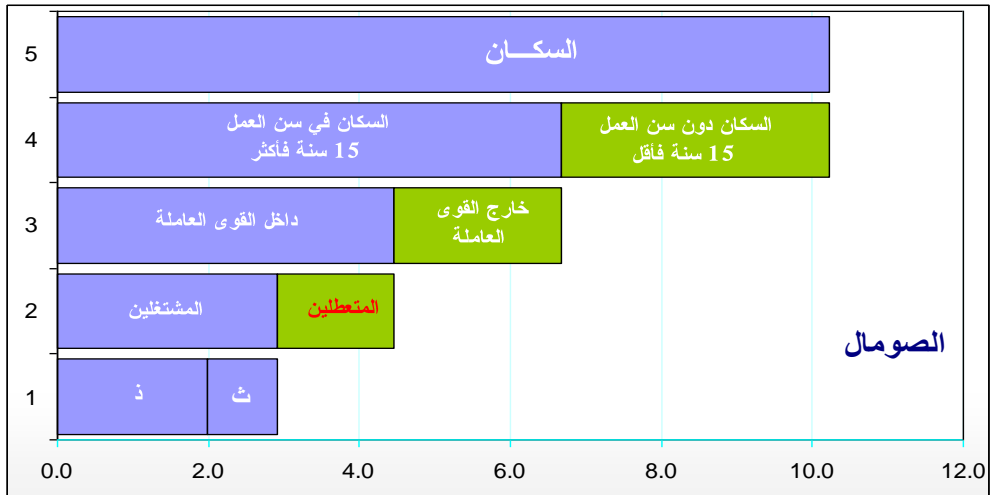 5
السكـــان
4
السكان في سن العمل
15 سنة فأكثر
السكان دون سن العمل
15 سنة فأقل
3
داخل القوى العاملة
خارج القوى
العاملة
2
المشتغلين
المتعطلين
الصومال
1
ذ
ث
0.0 2.0 4.0 6.0 8.0 10.0 12.0